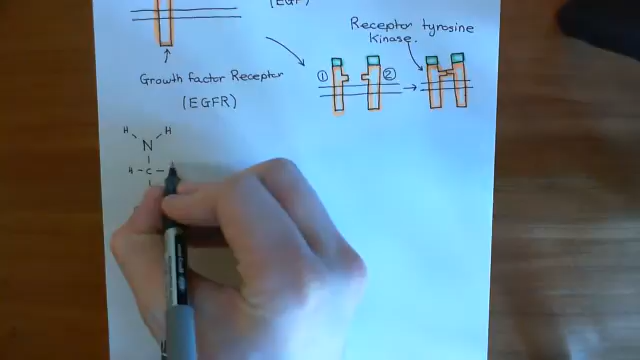 (EGF)
Receptor tyrosine
kinase.
Growth factor Receptor
(EGFR)
① ②
H H
N
H - C -